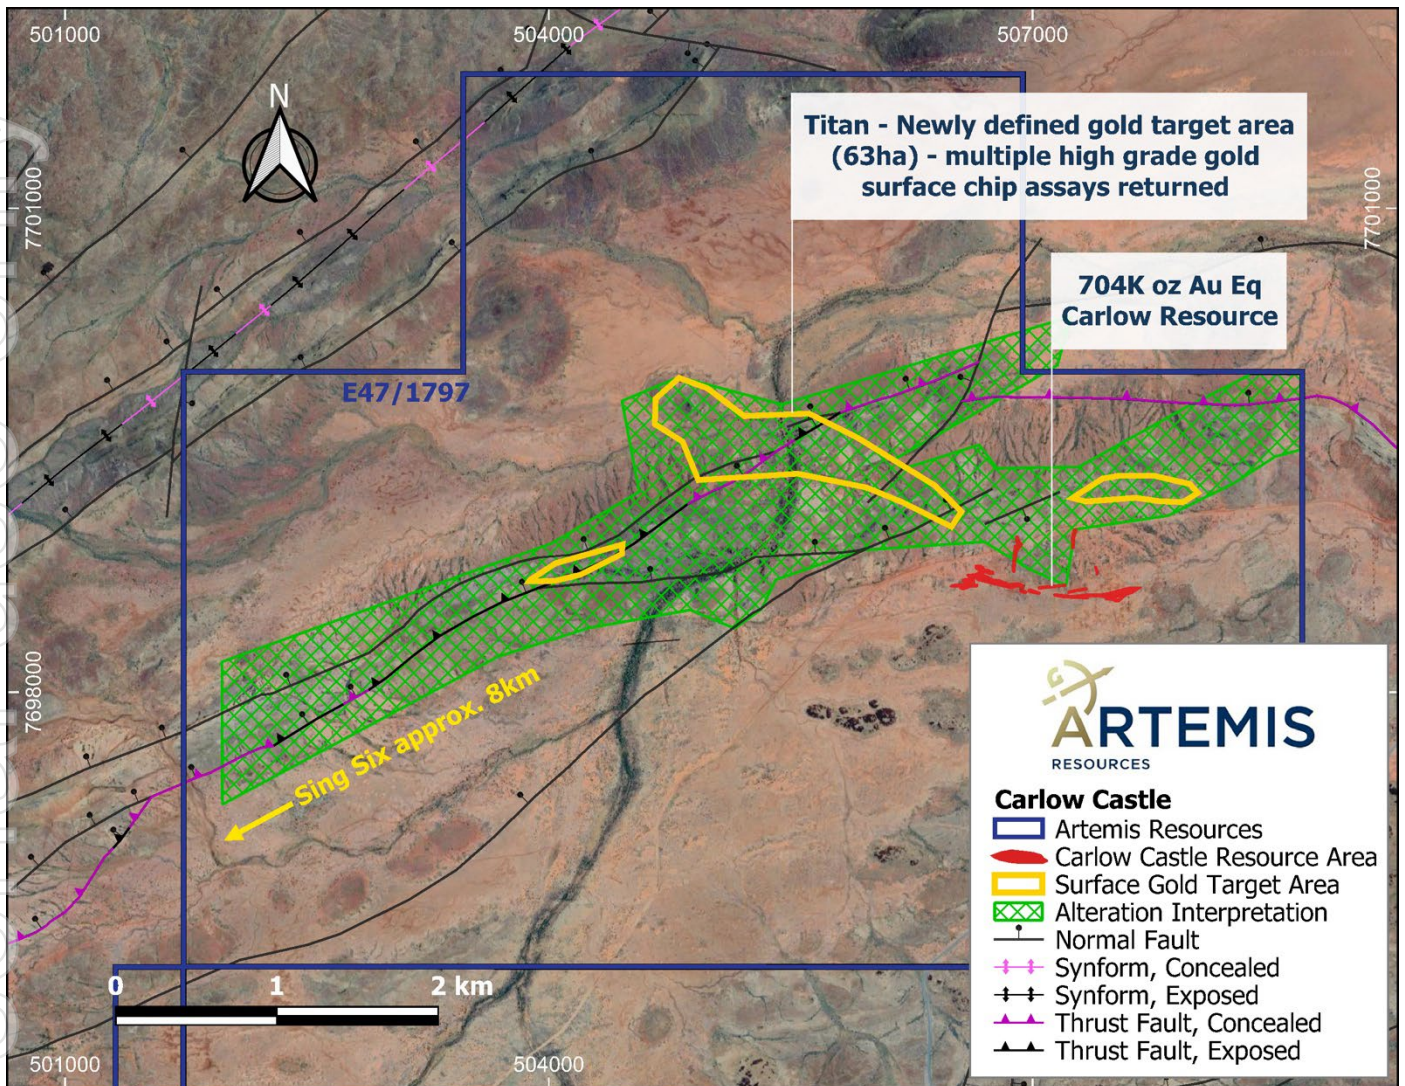 501000
504000
507000
N
Titan - Newly defined gold target area
(63ha) - multiple high grade gold
surface chip assays returned
7701000
7701000
704K oz Au Eq
Carlow Resource
E47/1797
7698000
Sing Six approx. 8km
ARTEMIS
RESOURCES
Carlow Castle
Artemis Resources
Carlow Castle Resource Area
Surface Gold Target Area
Alteration Interpretation
Normal Fault
Synform, Concealed
Synform, Exposed
Thrust Fault, Concealed
Thrust Fault, Exposed
0 1 2 km
501000
504000